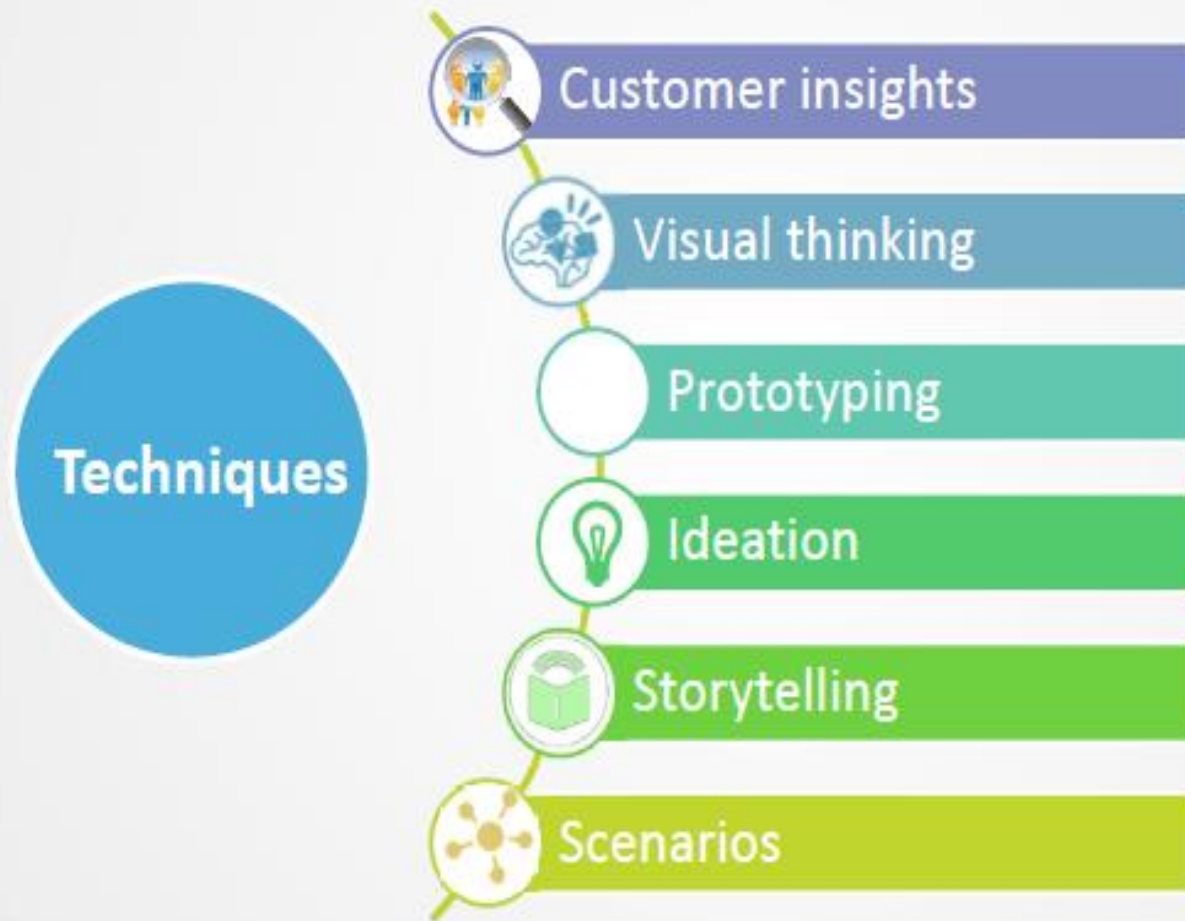 Techniques
Customer insights
Visual thinking
Prototyping
Ideation
Storytelling
Scenarios